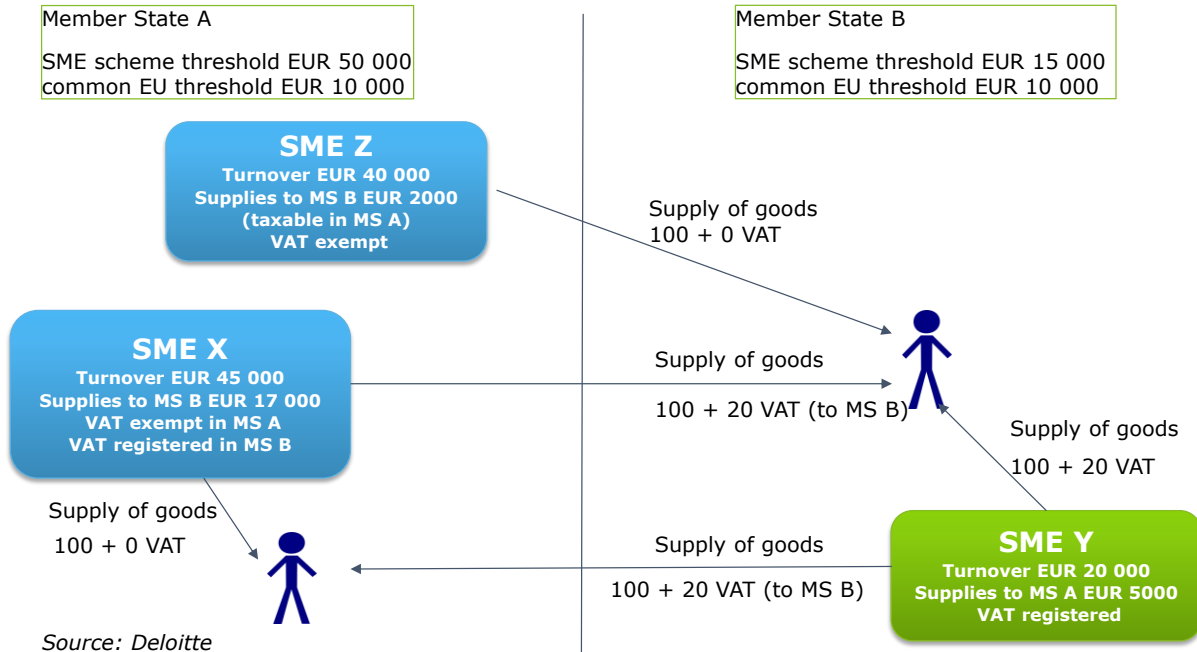 Member State A
SME scheme threshold EUR 50 000
common EU threshold EUR 10 000
Member State B
SME scheme threshold EUR 15 000
common EU threshold EUR 10 000
SME Z
Turnover EUR 40 000
Supplies to MS B EUR 2000
(taxable in MS A)
VAT exempt
Supply of goods
100 + 0 VAT
SME X
Turnover EUR 45 000
Supplies to MS B EUR 17 000
VAT exempt in MS A
VAT registered in MS B
Supply of goods
100 + 20 VAT (to MS B)
Supply of goods
100 + 20 VAT
Supply of goods
100 + 0 VAT
Supply of goods
100 + 20 VAT (to MS B)
SME Y
Turnover EUR 20 000
Supplies to MS A EUR 5000
VAT registered
Source: Deloitte